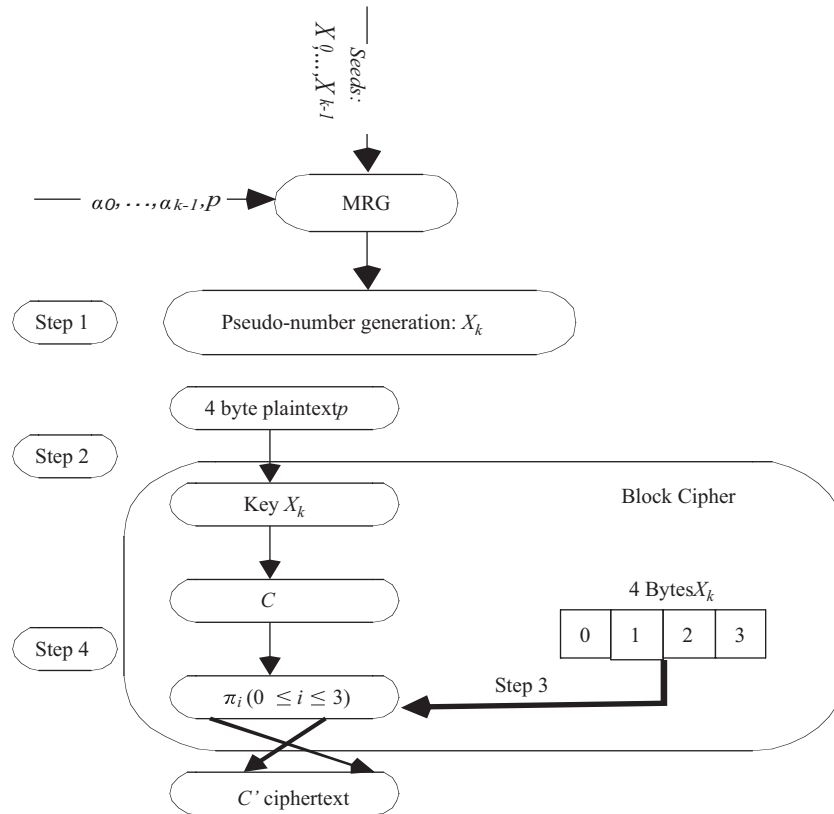 Seeds:
X0,...,Xk-1
α0,...,αk-1,p
MRG
Step 1
Pseudo-number generation: Xk
4 byte plaintextp
Step 2
Key Xk
Block Cipher
C
4 BytesXk
0 1 2 3
Step 4
Step 3
πi (0 ≤ i ≤ 3)
C’ ciphertext